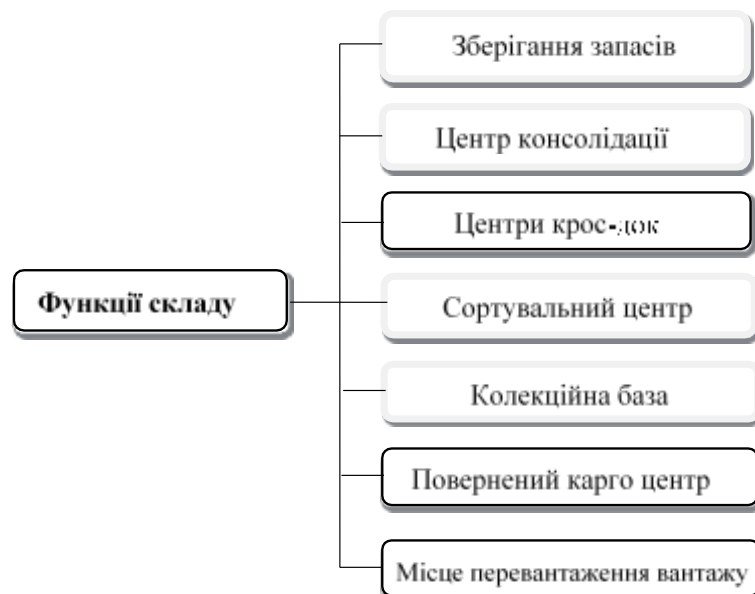 Зберігання запасів
Центр консолідації
Центри крос-док
Функції складу
Сортувальний центр
Колекційна база
Повернений карго центр
Місце перевантаження вантажу